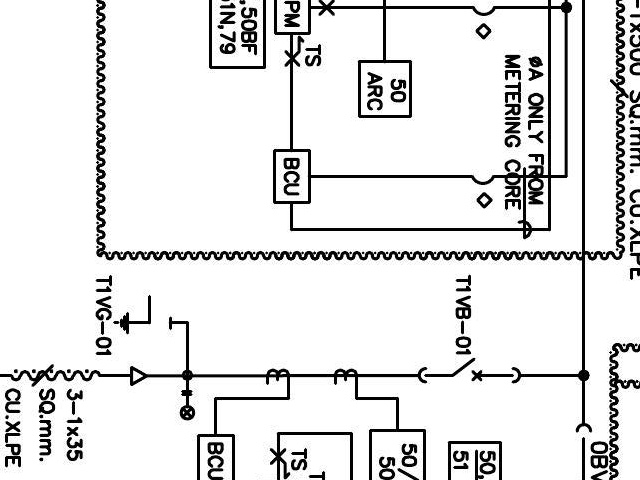 -1x500 SQ.mm. CU.XLPE
øA ONLY FROM
METERING CORE
50
ARC
TS
PM
,50BF
1N,79
BCU
0BV
T1VB-01
50
51
50/
50
T
TS
BCU
T1VG-01
3-1x35
SQ.mm.
CU.XLPE